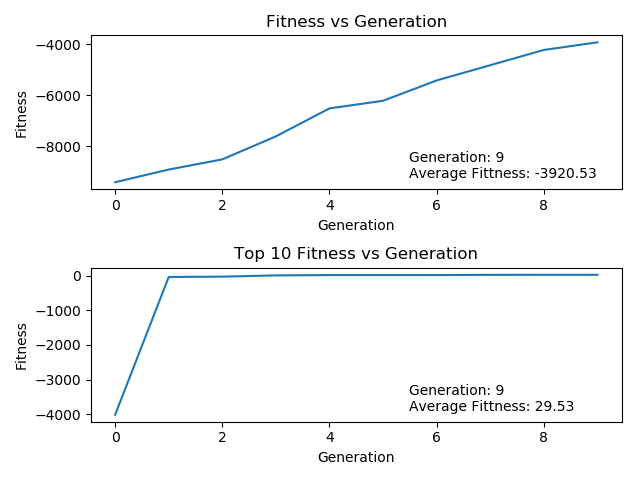 Fitness vs Generation
−4000
−6000
−8000
Fitness
Generation: 9
Average Fittness: -3920.53
0 2 4 6 8
Generation
Top 10 Fitness vs Generation
0
−1000
−2000
−3000
−4000
Fitness
Generation: 9
Average Fittness: 29.53
0 2 4 6 8
Generation